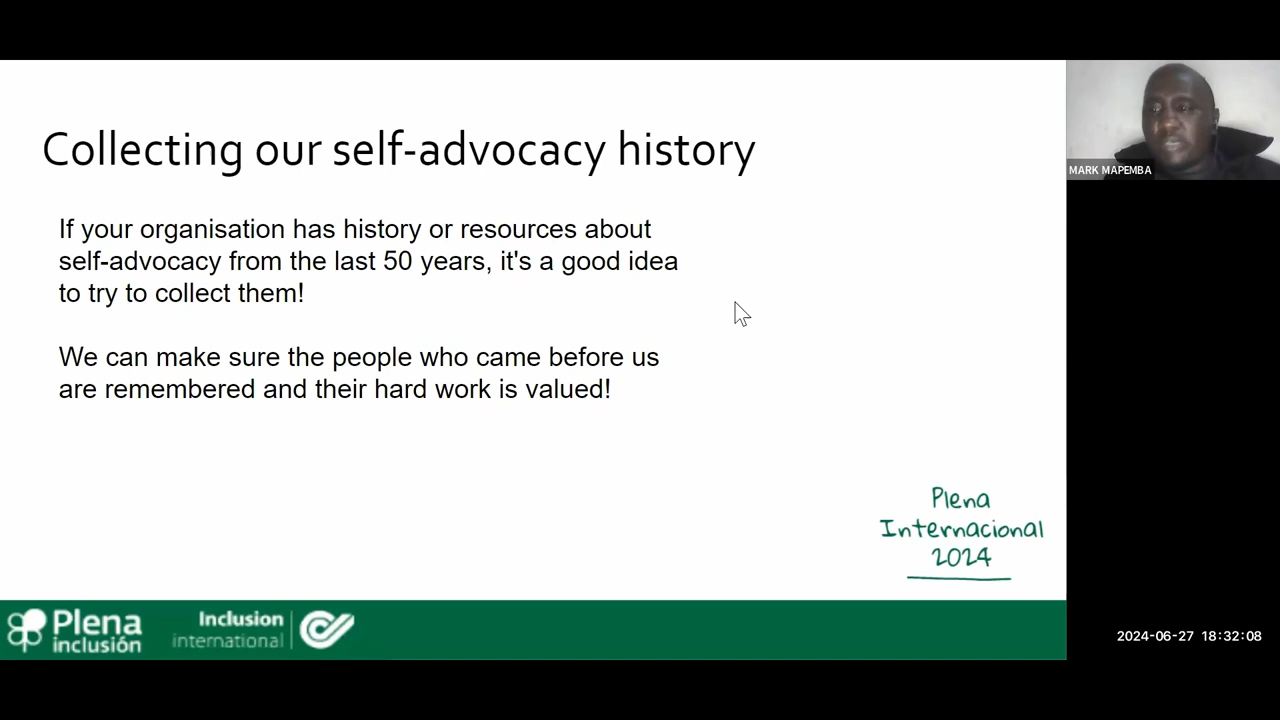 Collecting our self-advocacy history
If your organisation has history or resources about
self-advocacy from the last 50 years, it's a good idea
to try to collect them!
We can make sure the people who came before us
are remembered and their hard work is valued!
Plena
Internacional
2024
Plena
inclusión
Inclusion
international
MARK MAPEMBA
2024-06-27 18:32:08